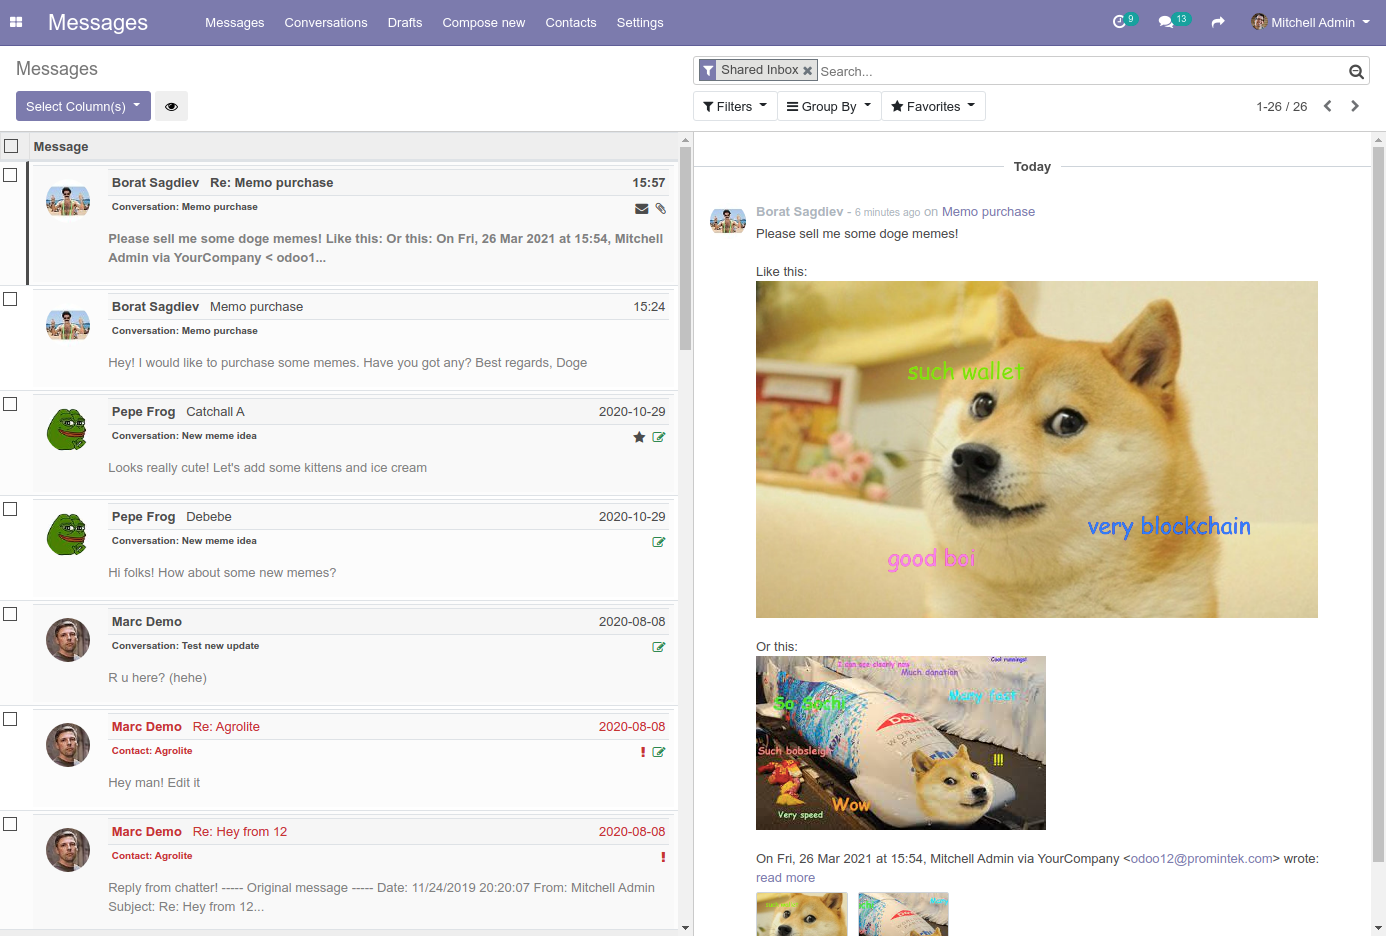 Messages
Messages
Conversations
Drafts
Compose new
Contacts
Settings
9
13
Mitchell Admin
Messages
Shared Inbox
Search...
Select Column(s)
Filters
Group By
Favorites
1-26 / 26
Message
Borat Sagdiev Re: Memo purchase 15:57
Conversation: Memo purchase
Please sell me some doge memes! Like this: Or this: On Fri, 26 Mar 2021 at 15:54, Mitchell
Admin via YourCompany < odoo1...
Borat Sagdiev Memo purchase 15:24
Conversation: Memo purchase
Hey! I would like to purchase some memes. Have you got any? Best regards, Doge
Pepe Frog Catchall A 2020-10-29
Conversation: New meme idea
Looks really cute! Let's add some kittens and ice cream
Pepe Frog Debebe 2020-10-29
Conversation: New meme idea
Hi folks! How about some new memes?
Marc Demo 2020-08-08
Conversation: Test new update
R u here? (hehe)
Marc Demo Re: Agrolite 2020-08-08
Contact: Agrolite
Hey man! Edit it
Marc Demo Re: Hey from 12 2020-08-08
Contact: Agrolite
Reply from chatter! ----- Original message ----- Date: 11/24/2019 20:20:07 From: Mitchell Admin
Subject: Re: Hey from 12...
Today
Borat Sagdiev - 6 minutes ago on Memo purchase
Please sell me some doge memes!
Like this:
such wallet
very blockchain
good boi
Or this:
I can see clearly now
Cool runnings!
Much donation
Many fast
So Sochi
WORLD
PART
Such bobsleigh
!!!
Wow
Very speed
On Fri, 26 Mar 2021 at 15:54, Mitchell Admin via YourCompany <odoo12@promintek.com> wrote:
read more